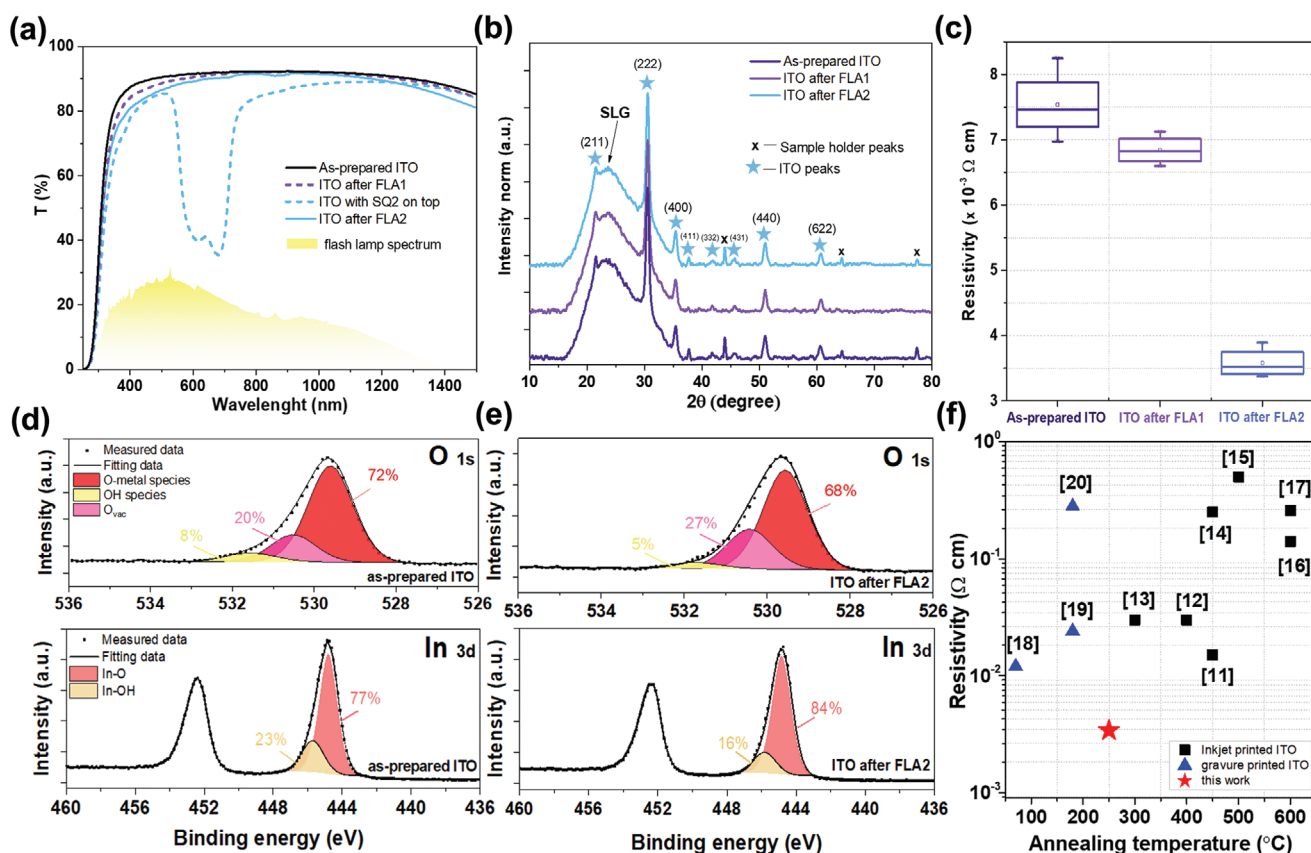 (a)
100
80
60
40
20
0
T (%)
As-prepared ITO
ITO after FLA1
ITO with SQ2 on top
ITO after FLA2
flash lamp spectrum
400 600 800 1000 1200 1400
Wavelenght (nm)
(b)
Intensity norm (a.u.)
As-prepared ITO
ITO after FLA1
ITO after FLA2
(222)
SLG
(211)
x — Sample holder peaks
— ITO peaks
(400)
(411)
(332)
x
(431)
(440)
(622)
x
x
10 20 30 40 50 60 70 80
2θ (degree)
(c)
Resistivity (x 10⁻³ Ω cm)
8
7
6
5
4
3
As-prepared ITO ITO after FLA1 ITO after FLA2
(d)
Intensity (a.u.)
Measured data
Fitting data
O-metal species
OH species
Ovac
O 1s
72%
20%
8%
as-prepared ITO
536 534 532 530 528 526
Intensity (a.u.)
Measured data
Fitting data
In-O
In-OH
In 3d
77%
23%
as-prepared ITO
460 456 452 448 444 440 436
Binding energy (eV)
(e)
Intensity (a.u.)
O 1s
68%
27%
5%
ITO after FLA2
536 534 532 530 528 526
Intensity (a.u.)
In 3d
84%
16%
ITO after FLA2
460 456 452 448 444 440 436
Binding energy (eV)
(f)
Resistivity (Ω cm)
10⁰
10⁻¹
10⁻²
10⁻³
[15]
[20]
[17]
[14]
[16]
[19]
[13]
[12]
[18]
[11]
Inkjet printed ITO
gravure printed ITO
this work
100 200 300 400 500 600
Annealing temperature (°C)